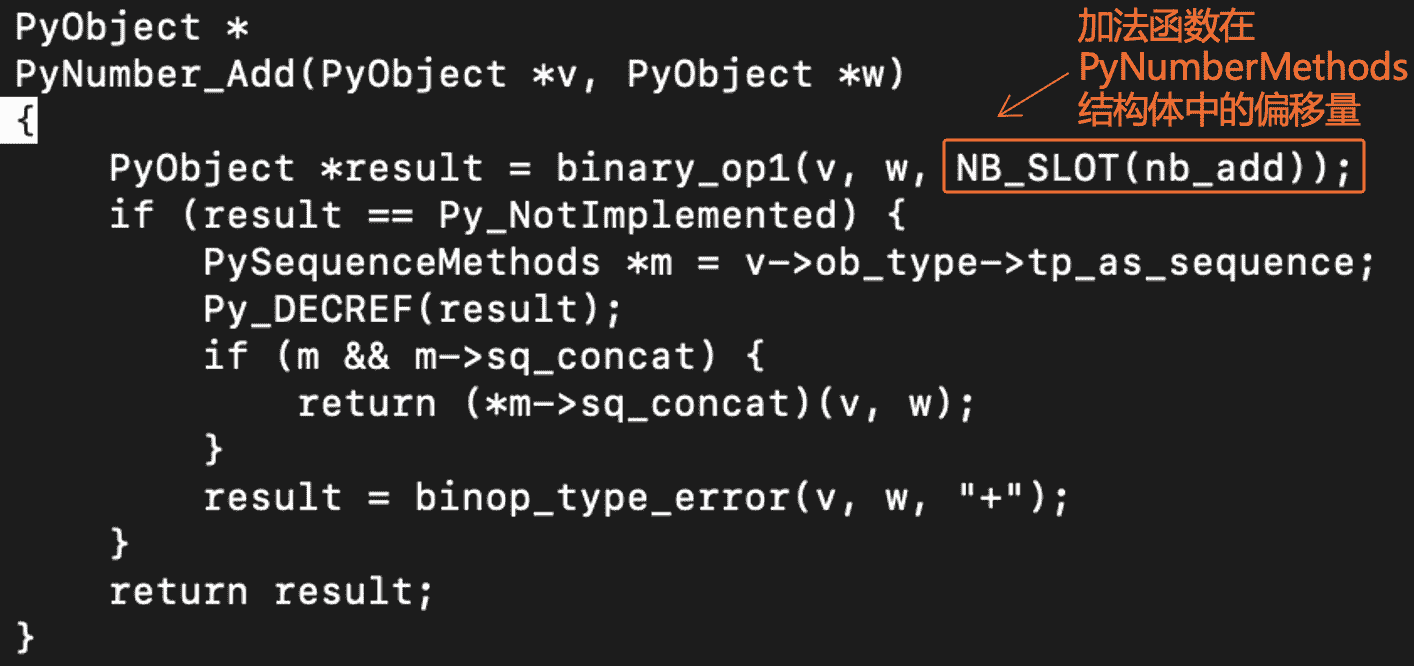 PyObject *
PyNumber_Add(PyObject *v, PyObject *w)
{
    PyObject *result = binary_op1(v, w, NB_SLOT(nb_add));
    if (result == Py_NotImplemented) {
        PySequenceMethods *m = v->ob_type->tp_as_sequence;
        Py_DECREF(result);
        if (m && m->sq_concat) {
            return (*m->sq_concat)(v, w);
        }
        result = binop_type_error(v, w, "+");
    }
    return result;
}
加法函数在
PyNumberMethods
结构体中的偏移量